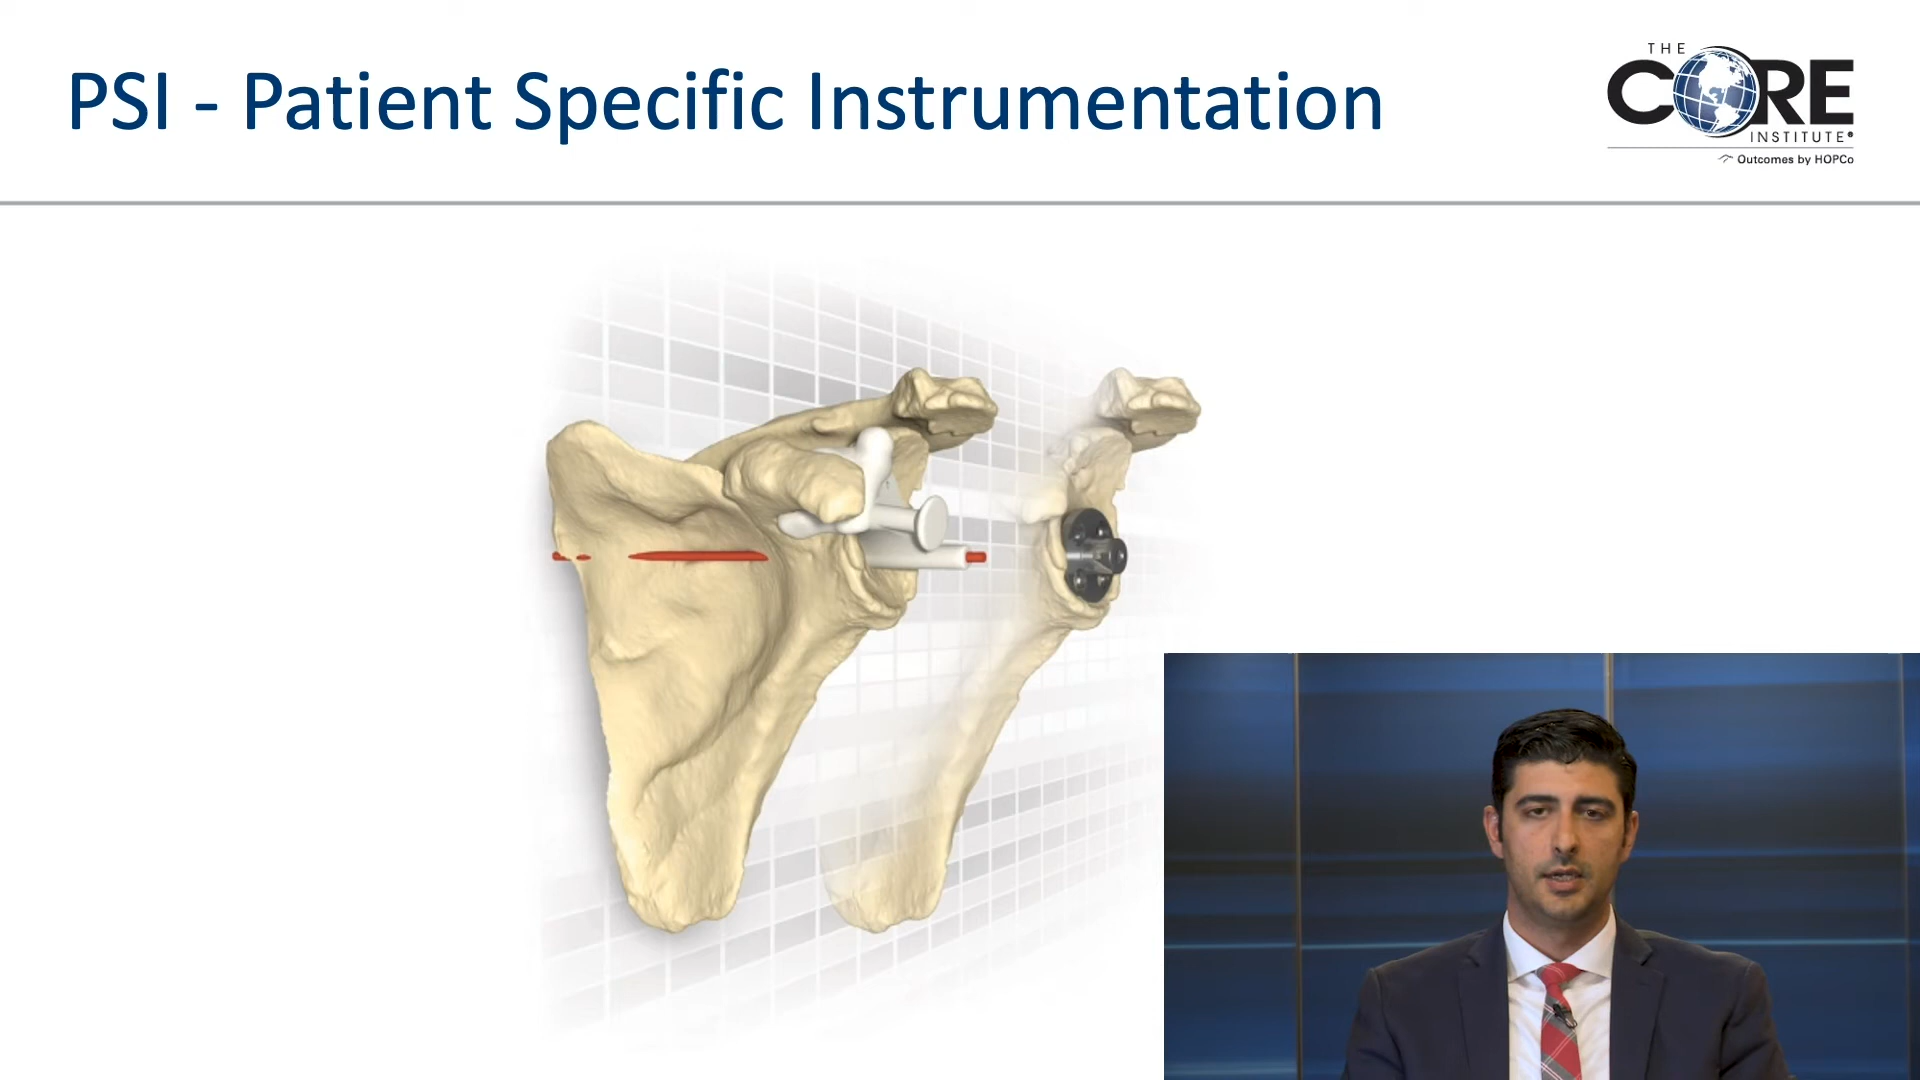 PSI - Patient Specific Instrumentation
THE
CORE
INSTITUTE®
Outcomes by HOPCo